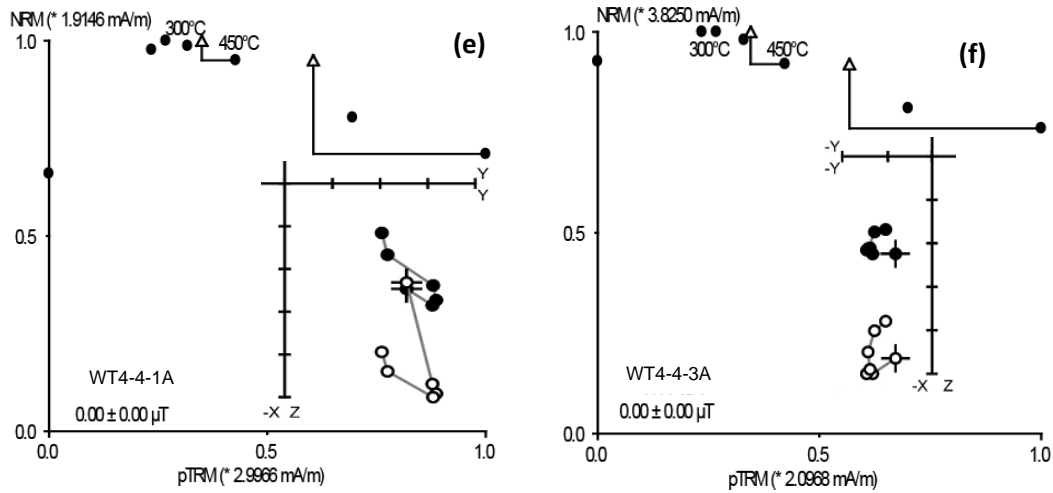 NRM (* 1.9146 mA/m)
1.0
300°C
450°C
(e)
Y
Y
0.5
WT4-4-1A
0.00 ± 0.00 µT
-X Z
0.0
0.0
0.5
1.0
pTRM (* 2.9966 mA/m)
NRM (* 3.8250 mA/m)
1.0
300°C
450°C
(f)
-Y
-Y
0.5
WT4-4-3A
0.00 ± 0.00 µT
-X Z
0.0
0.0
0.5
1.0
pTRM (* 2.0968 mA/m)